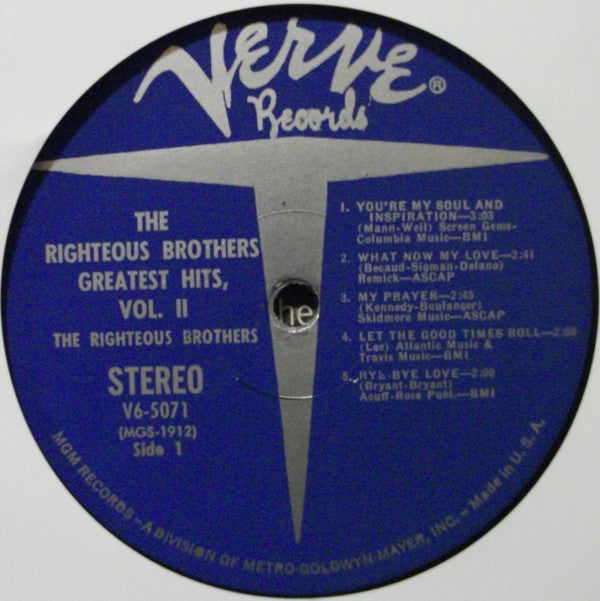 Verve®
Records
THE
RIGHTEOUS BROTHERS
GREATEST HITS,
VOL. II
THE RIGHTEOUS BROTHERS
STEREO
V6-5071
(MGS-1912)
Side 1
1. YOU'RE MY SOUL AND
INSPIRATION—3:03
(Mann-Weil) Screen Gems-
Columbia Music—BMI
2. WHAT NOW MY LOVE—2:41
(Becaud-Sigman-Delano)
Remick—ASCAP
3. MY PRAYER—2:45
(Kennedy-Boulanger)
Skidmore Music—ASCAP
4. LET THE GOOD TIMES ROLL—
(Lee) Atlantic Music &
Travis Music—BMI
5. BYE-BYE LOVE—2:00
(Bryant-Bryant)
Acuff-Rose Publ.—BMI
he
MGM RECORDS – A DIVISION OF METRO-GOLDWYN-MAYER, INC. – Made in U. S. A.